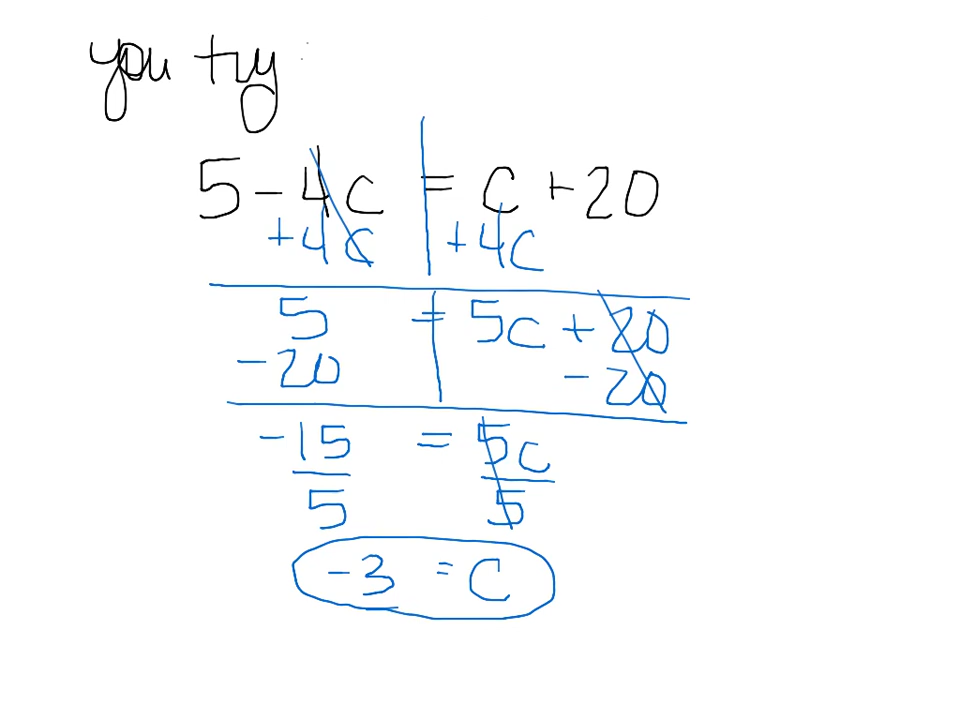 you try
5 - 4c = c + 20
+4c +4c
5 = 5c + 20
-20 -20
-15 = 5c
5 5
-3 = c